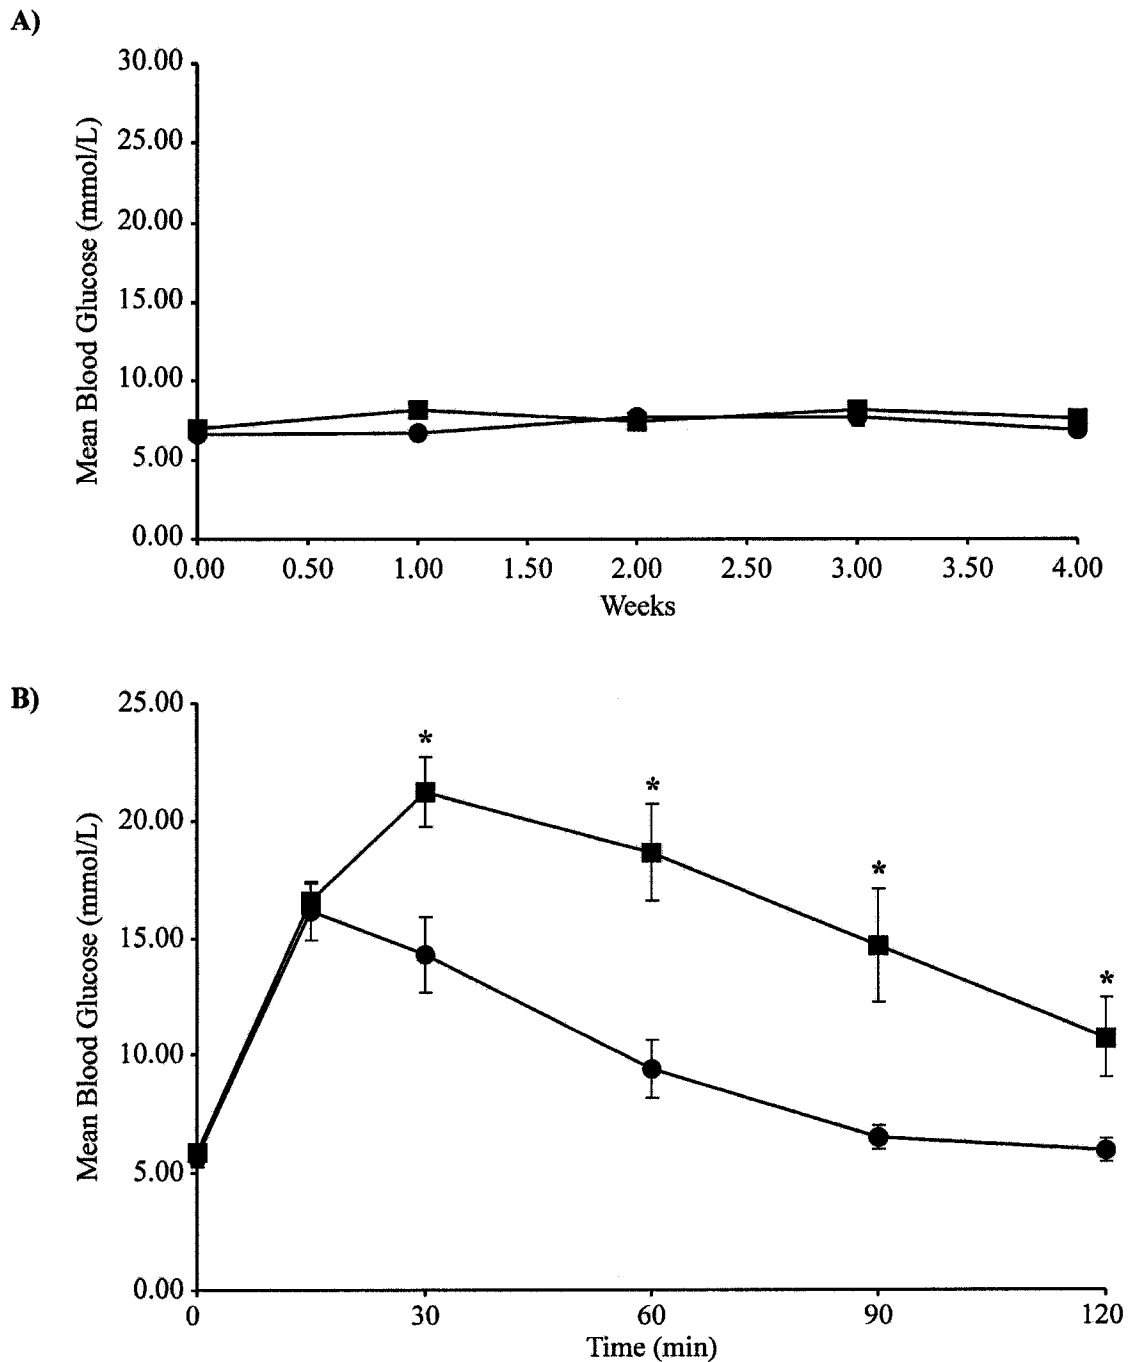 A)
Mean Blood Glucose (mmol/L)
30.00
25.00
20.00
15.00
10.00
5.00
0.00
0.00 0.50 1.00 1.50 2.00 2.50 3.00 3.50 4.00
Weeks
B)
Mean Blood Glucose (mmol/L)
25.00
20.00
15.00
10.00
5.00
0.00
* * * *
0 30 60 90 120
Time (min)